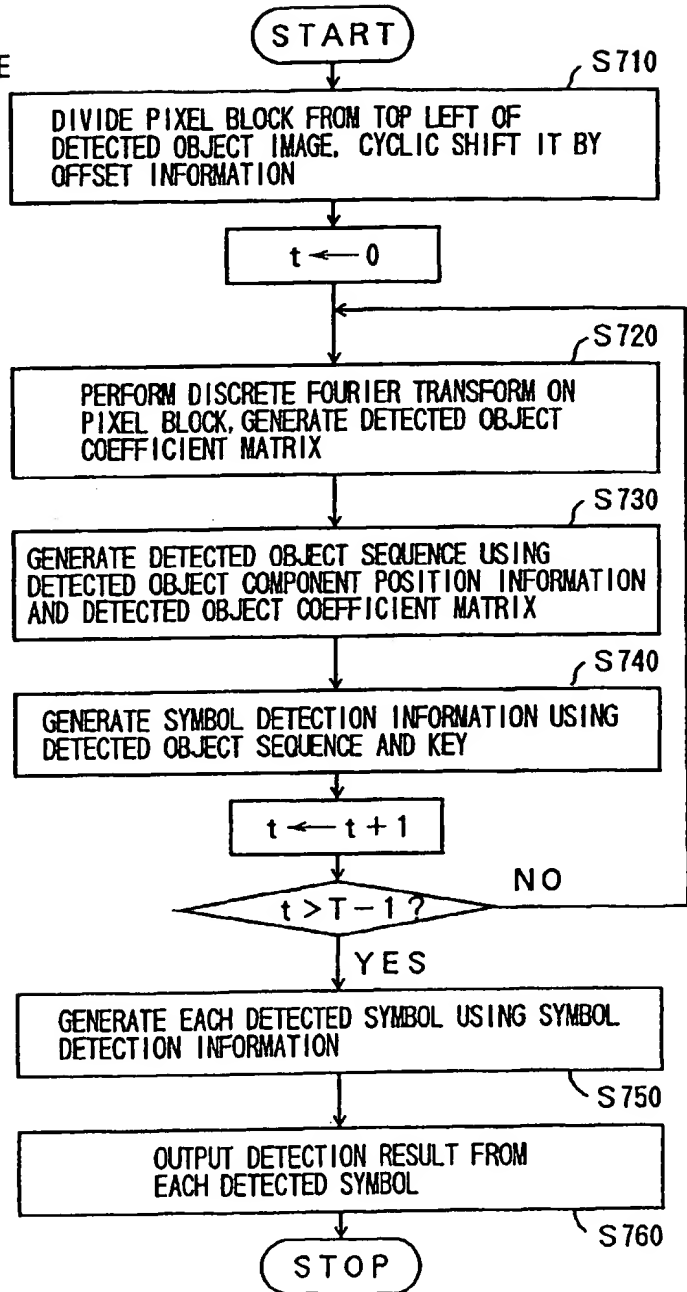 START
E
S710
DIVIDE PIXEL BLOCK FROM TOP LEFT OF
DETECTED OBJECT IMAGE. CYCLIC SHIFT IT BY
OFFSET INFORMATION
t ← 0
S720
PERFORM DISCRETE FOURIER TRANSFORM ON
PIXEL BLOCK, GENERATE DETECTED OBJECT
COEFFICIENT MATRIX
S730
GENERATE DETECTED OBJECT SEQUENCE USING
DETECTED OBJECT COMPONENT POSITION INFORMATION
AND DETECTED OBJECT COEFFICIENT MATRIX
S740
GENERATE SYMBOL DETECTION INFORMATION USING
DETECTED OBJECT SEQUENCE AND KEY
t ← t + 1
NO
t > T - 1 ?
YES
GENERATE EACH DETECTED SYMBOL USING SYMBOL
DETECTION INFORMATION
S750
OUTPUT DETECTION RESULT FROM
EACH DETECTED SYMBOL
S760
STOP